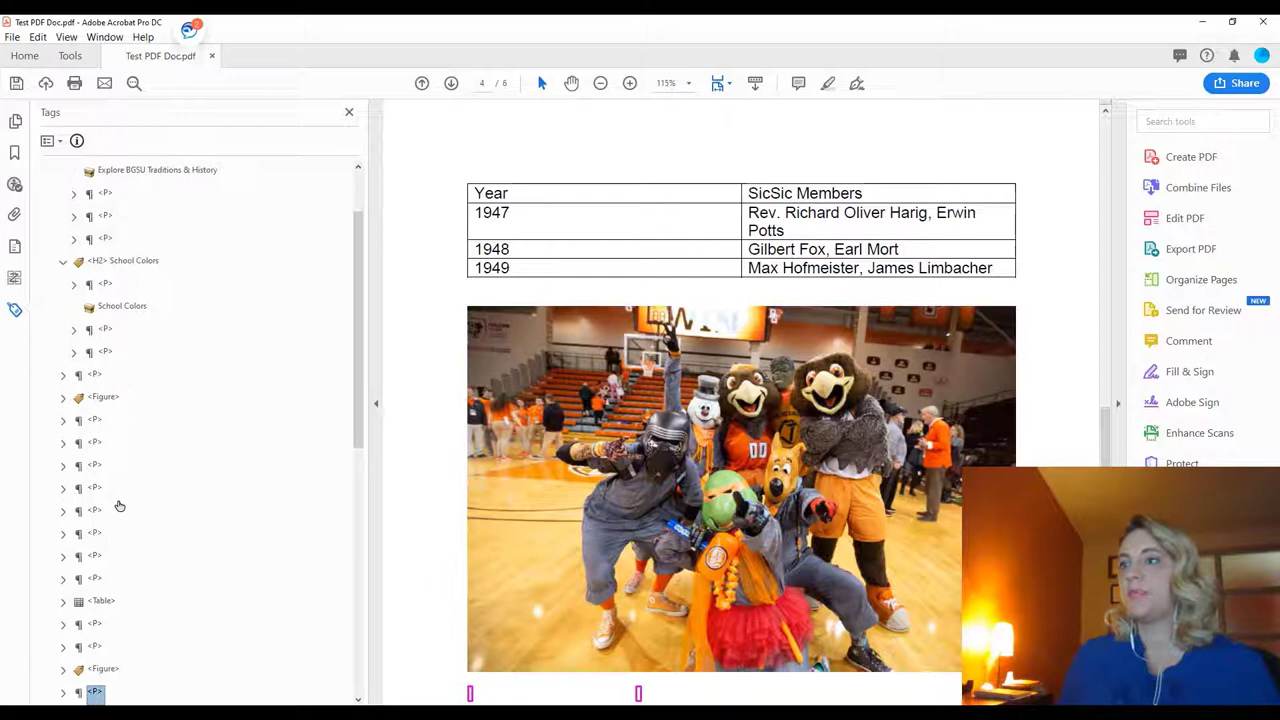 Test PDF Doc.pdf - Adobe Acrobat Pro DC
2
File Edit View Window Help
Home Tools Test PDF Doc.pdf
4 / 6 115% Share
Tags
Explore BGSU Traditions & History
<P>
<P>
<P>
<H2> School Colors
<P>
School Colors
<P>
<P>
<P>
<Figure>
<P>
<P>
<P>
<P>
<P>
<P>
<P>
<P>
<Table>
<P>
<P>
<Figure>
<P>
Year SicSic Members
1947 Rev. Richard Oliver Harig, Erwin
Potts
1948 Gilbert Fox, Earl Mort
1949 Max Hofmeister, James Limbacher
Search tools
Create PDF
Combine Files
Edit PDF
Export PDF
Organize Pages
NEW
Send for Review
Comment
Fill & Sign
Adobe Sign
Enhance Scans
Protect